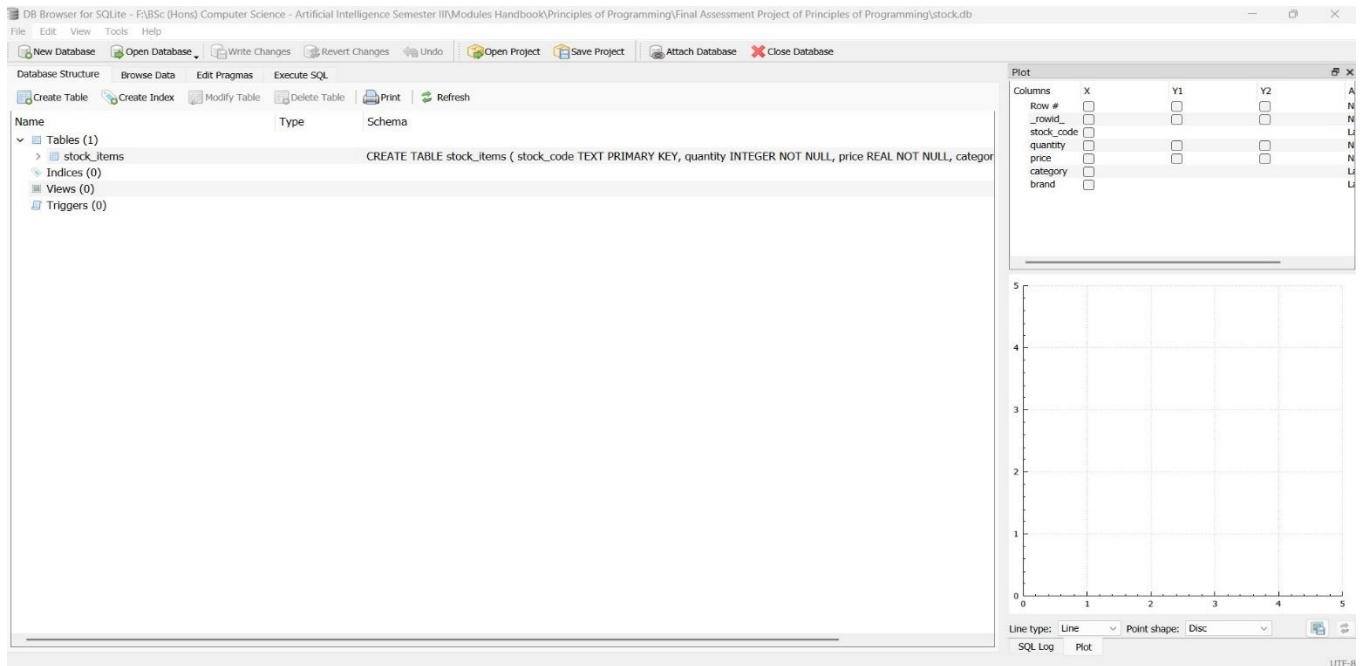 DB Browser for SQLite - F:\BSc (Hons) Computer Science - Artificial Intelligence Semester III\Modules Handbook\Principles of Programming\Final Assessment Project of Principles of Programming\stock.db
File Edit View Tools Help
New Database Open Database Write Changes Revert Changes Undo Open Project Save Project Attach Database Close Database
Database Structure Browse Data Edit Pragmas Execute SQL
Create Table Create Index Modify Table Delete Table Print Refresh
Name Type Schema
Tables (1)
stock_items CREATE TABLE stock_items ( stock_code TEXT PRIMARY KEY, quantity INTEGER NOT NULL, price REAL NOT NULL, categor
Indices (0)
Views (0)
Triggers (0)
Plot
Columns X Y1 Y2 A
Row # N
_rowid_ N
stock_code La
quantity N
price N
category La
brand La
5
4
3
2
1
0
0 1 2 3 4 5
Line type: Line Point shape: Disc
SQL Log Plot
UTF-8